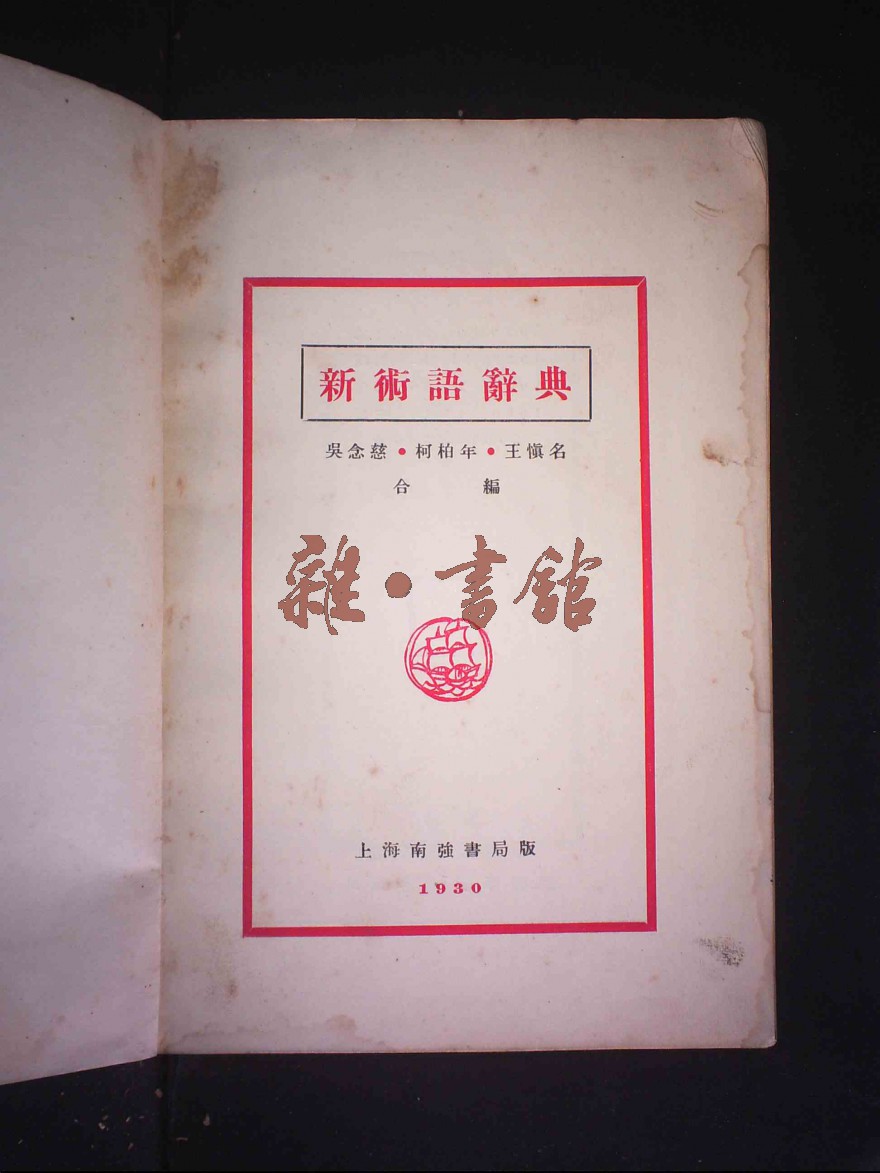 新術語辭典
吳念慈•柯柏年•王愼名
合編
雜•書館
上海南強書局版
1930